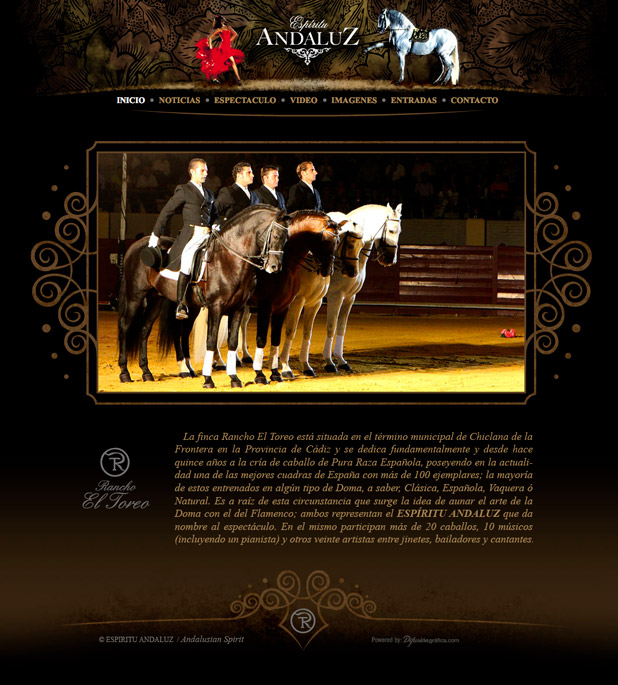 Espíritu
ANDALUZ
INICIO • NOTICIAS • ESPECTACULO • VIDEO • IMAGENES • ENTRADAS • CONTACTO
La finca Rancho El Toreo está situada en el término municipal de Chiclana de la
Frontera en la Provincia de Cádiz y se dedica fundamentalmente y desde hace
quince años a la cría de caballo de Pura Raza Española, poseyendo en la actuali-
dad una de las mejores cuadras de España con más de 100 ejemplares; la mayoría
de estos entrenados en algún tipo de Doma, a saber, Clásica, Española, Vaquera ó
Natural. Es a raíz de esta circunstancia que surge la idea de aunar el arte de la
Doma con el del Flamenco; ambos representan el ESPÍRITU ANDALUZ que da
nombre al espectáculo. En el mismo participan más de 20 caballos, 10 músicos
(incluyendo un pianista) y otros veinte artistas entre jinetes, bailadores y cantantes.
Rancho
El Toreo
© ESPIRITU ANDALUZ / Andalusian Spirit
Powered by: